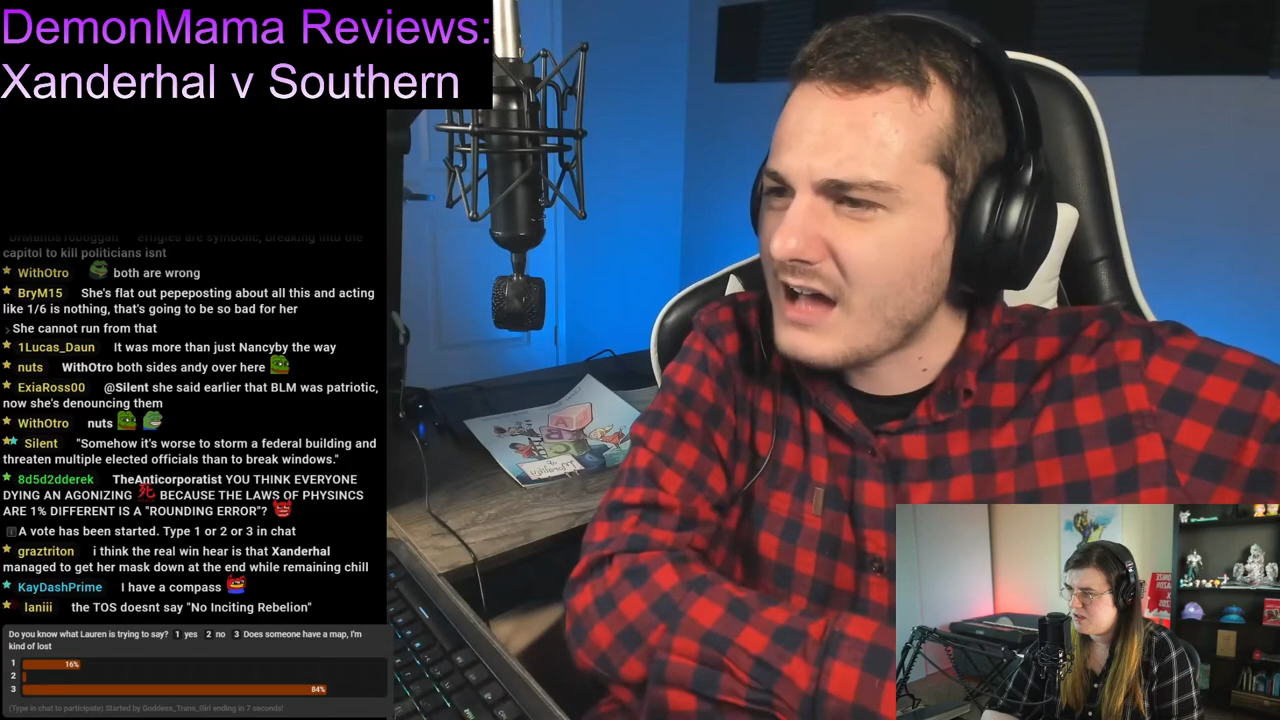 DemonMama Reviews:
Xanderhal v Southern
effigies are symbolic, breaking into the
capitol to kill politicians isnt
WithOtro both are wrong
BryM15 She's flat out pepeposting about all this and acting
like 1/6 is nothing, that's going to be so bad for her
She cannot run from that
1Lucas_Daun It was more than just Nancyby the way
nuts WithOtro both sides andy over here
ExiaRoss00 @Silent she said earlier that BLM was patriotic,
now she's denouncing them
WithOtro nuts
Silent "Somehow it's worse to storm a federal building and
threaten multiple elected officials than to break windows."
8d5d2dderek TheAnticorporatist YOU THINK EVERYONE
DYING AN AGONIZING 死 BECAUSE THE LAWS OF PHYSINCS
ARE 1% DIFFERENT IS A "ROUNDING ERROR"?
A vote has been started. Type 1 or 2 or 3 in chat
graztriton i think the real win hear is that Xanderhal
managed to get her mask down at the end while remaining chill
KayDashPrime I have a compass
laniii the TOS doesnt say "No Inciting Rebelion"
Do you know what Lauren is trying to say? 1 yes 2 no 3 Does someone have a map, I'm
kind of lost
1 16%
2
3 84%
(Type in chat to participate) Started by Goddess_Trans_Girl ending in 7 seconds!